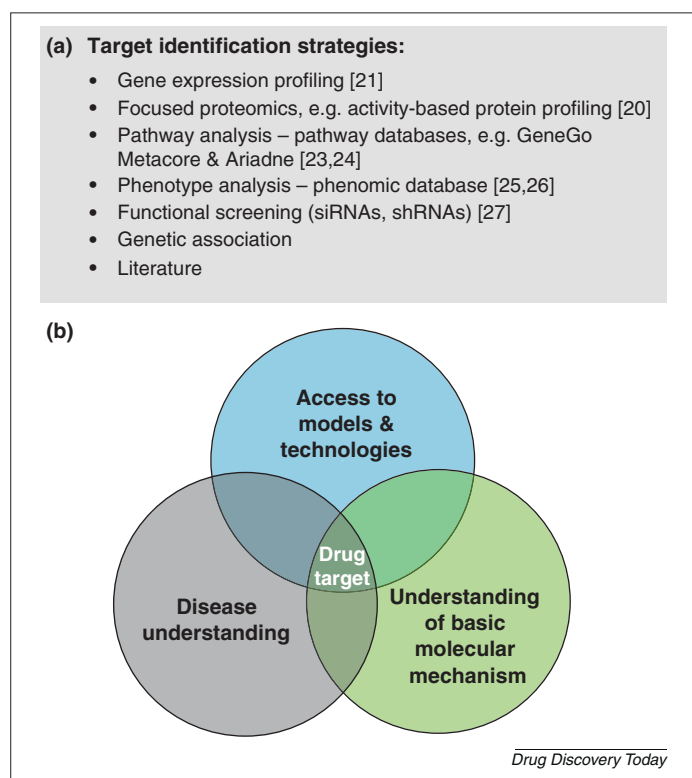 (a) Target identification strategies:
• Gene expression profiling [21]
• Focused proteomics, e.g. activity-based protein profiling [20]
• Pathway analysis – pathway databases, e.g. GeneGo
Metacore & Ariadne [23,24]
• Phenotype analysis – phenomic database [25,26]
• Functional screening (siRNAs, shRNAs) [27]
• Genetic association
• Literature
(b)
Access to
models &
technologies
Drug
target
Disease
understanding
Understanding
of basic
molecular
mechanism
Drug Discovery Today